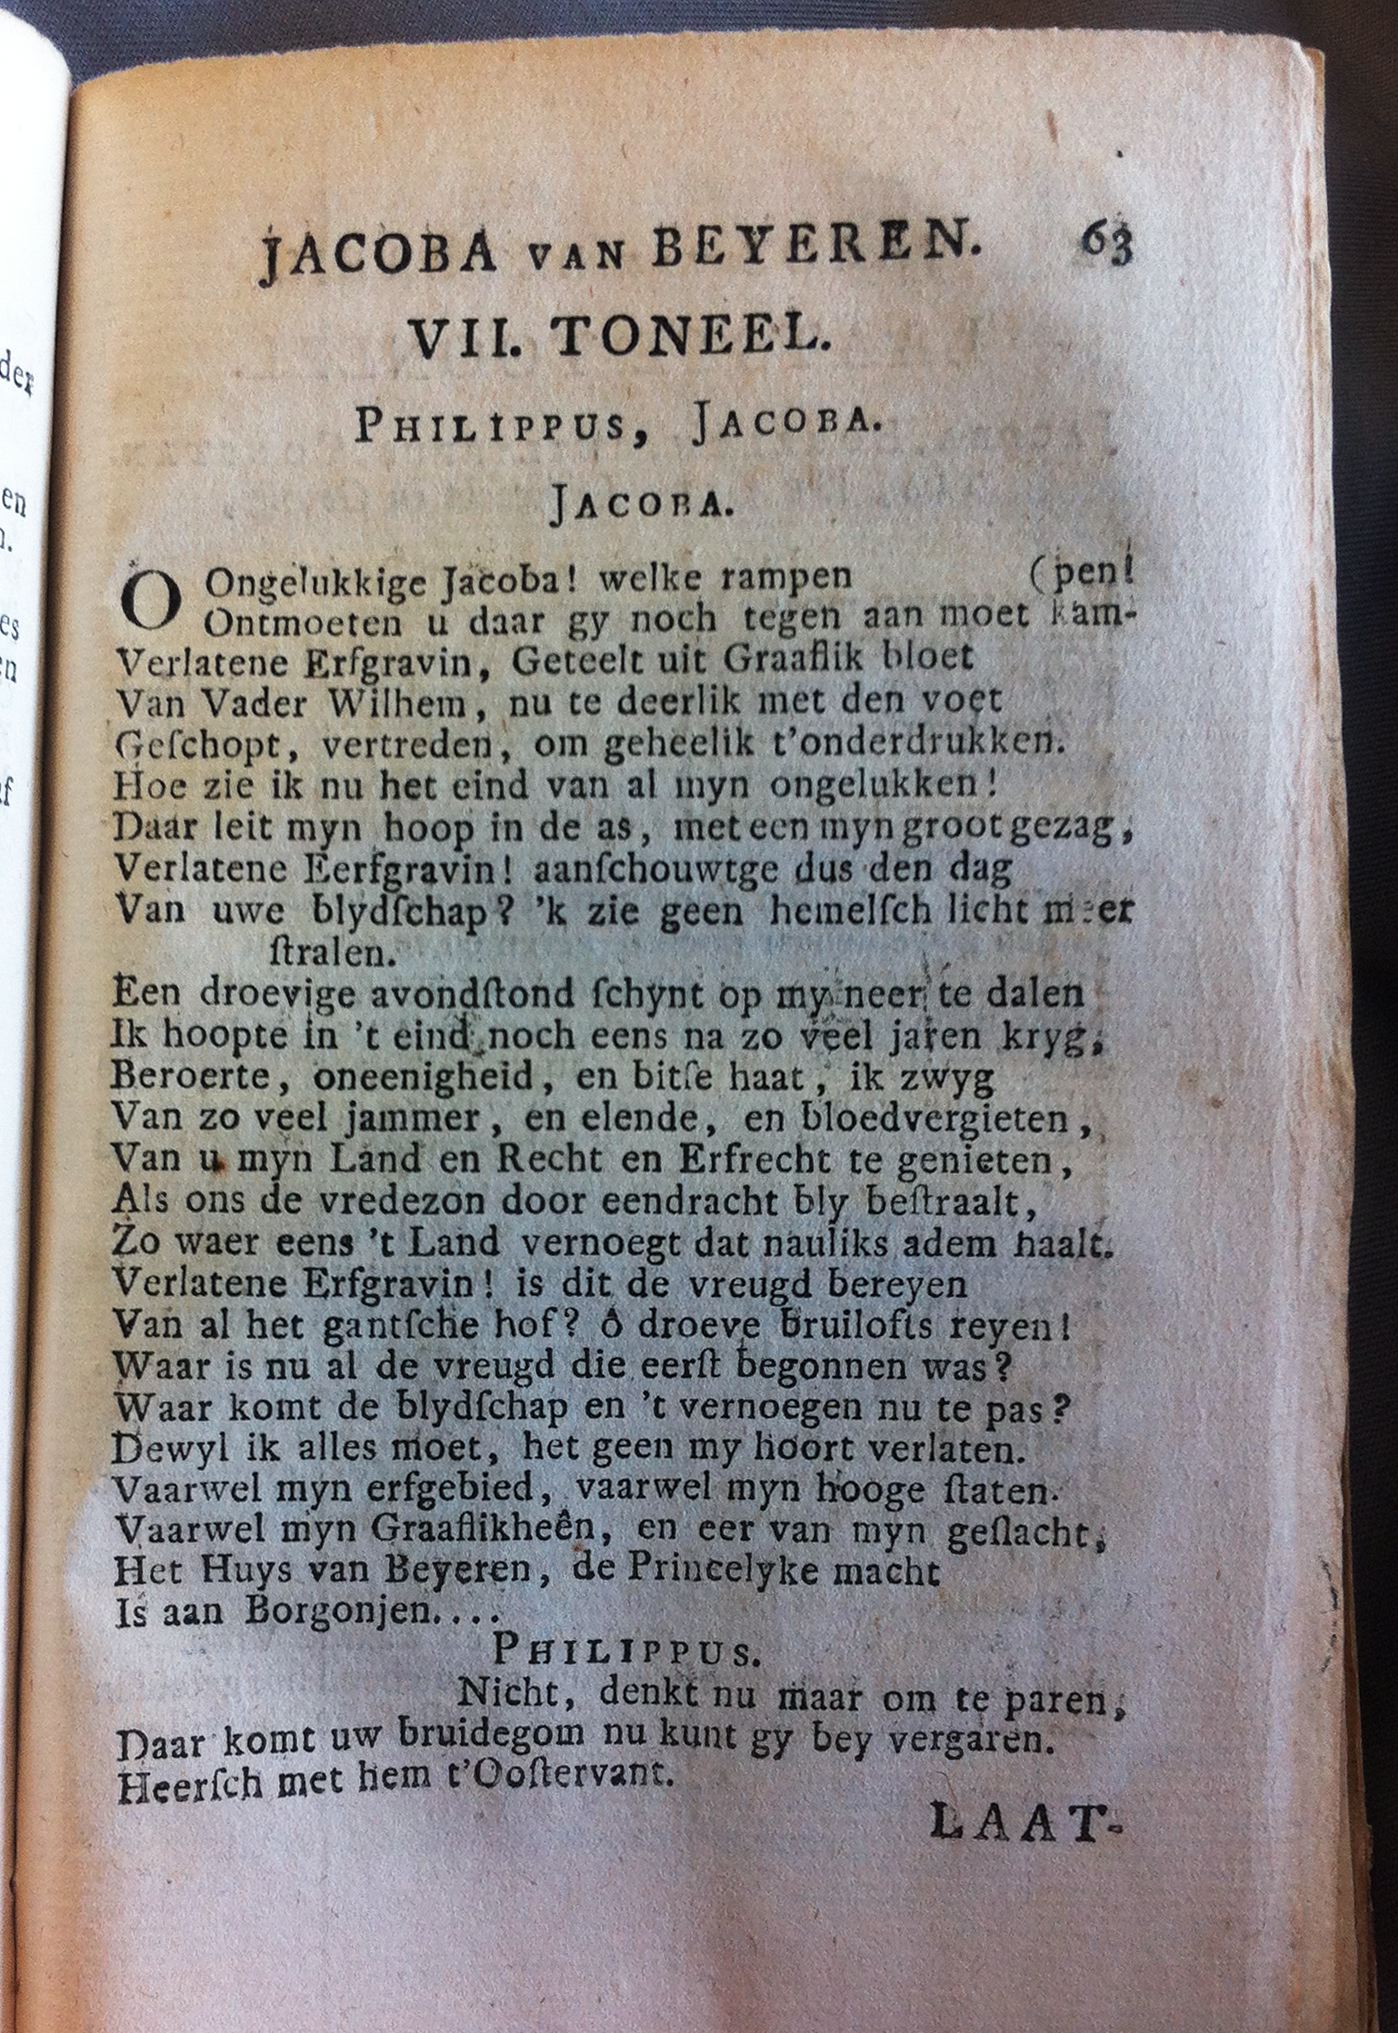 JACOBA VAN BEYEREN. 63
VII. TONEEL.
PHILIPPUS, JACOBA.
JACOBA.
O Ongelukkige Jacoba! welke rampen (pen!
Ontmoeten u daar gy noch tegen aan moet kam-
Verlatene Erfgravin, Geteelt uit Graaflik bloet
Van Vader Wilhem, nu te deerlik met den voet
Geſchopt, vertreden, om geheelik t'onderdrukken.
Hoe zie ik nu het eind van al myn ongelukken!
Daar leit myn hoop in de as, met een myn groot gezag,
Verlatene Eerfgravin! aanſchouwtge dus den dag
Van uwe blydſchap? 'k zie geen hemelſch licht meer
ſtralen.
Een droevige avondſtond ſchynt op my neer te dalen
Ik hoopte in 't eind noch eens na zo veel jaren kryg,
Beroerte, oneenigheid, en bitſe haat, ik zwyg
Van zo veel jammer, en elende, en bloedvergieten,
Van u myn Land en Recht en Erfrecht te genieten,
Als ons de vredezon door eendracht bly beſtraalt,
Zo waer eens 't Land vernoegt dat nauliks adem haalt.
Verlatene Erfgravin! is dit de vreugd bereyen
Van al het gantſche hof? ô droeve bruilofts reyen!
Waar is nu al de vreugd die eerſt begonnen was?
Waar komt de blydſchap en 't vernoegen nu te pas?
Dewyl ik alles moet, het geen my hoort verlaten.
Vaarwel myn erfgebied, vaarwel myn hooge ſtaten.
Vaarwel myn Graaflikheên, en eer van myn geſlacht,
Het Huys van Beyeren, de Princelyke macht
Is aan Borgonjen....
PHILIPPUS.
Nicht, denkt nu maar om te paren,
Daar komt uw bruidegom nu kunt gy bey vergaren.
Heerſch met hem t'Ooſtervant.
LAAT-
der
en
n.
es
en
af